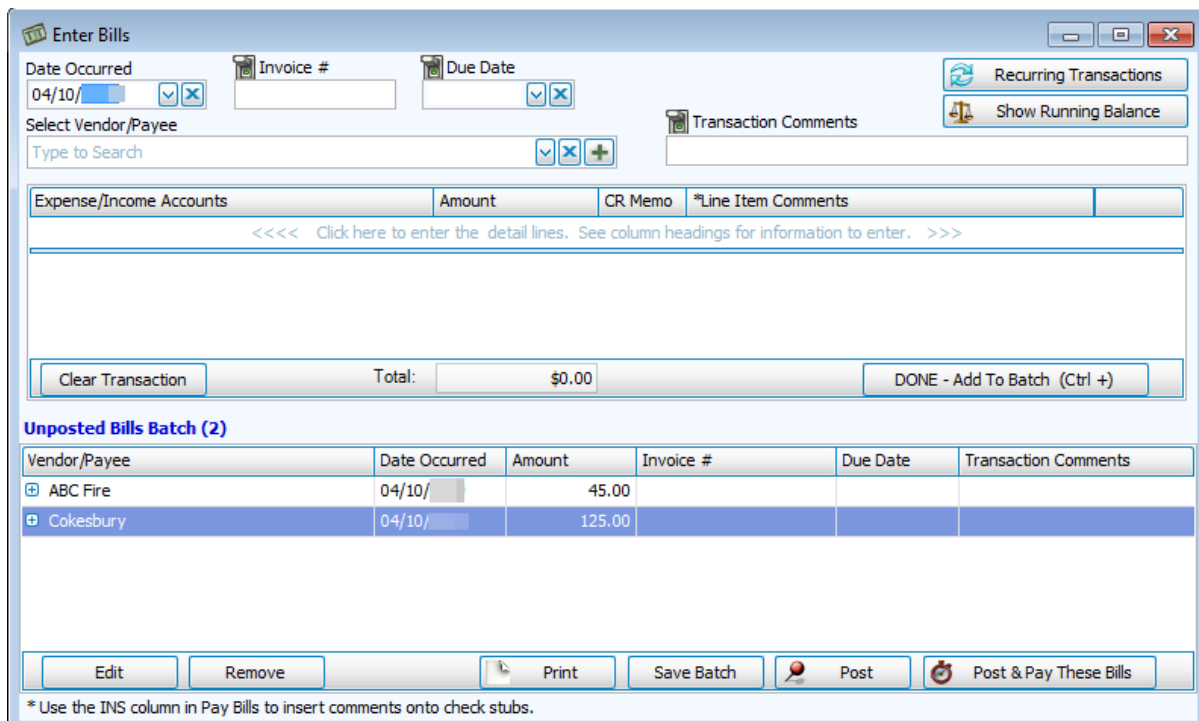 Enter Bills
Date Occurred Invoice # Due Date Recurring Transactions
04/10/
Show Running Balance
Select Vendor/Payee Transaction Comments
Type to Search
Expense/Income Accounts Amount CR Memo *Line Item Comments
<<<< Click here to enter the detail lines. See column headings for information to enter. >>>
Clear Transaction Total: $0.00 DONE - Add To Batch (Ctrl +)
Unposted Bills Batch (2)
Vendor/Payee Date Occurred Amount Invoice # Due Date Transaction Comments
ABC Fire 04/10/ 45.00
Cokesbury 04/10/ 125.00
Edit Remove Print Save Batch Post Post & Pay These Bills
* Use the INS column in Pay Bills to insert comments onto check stubs.